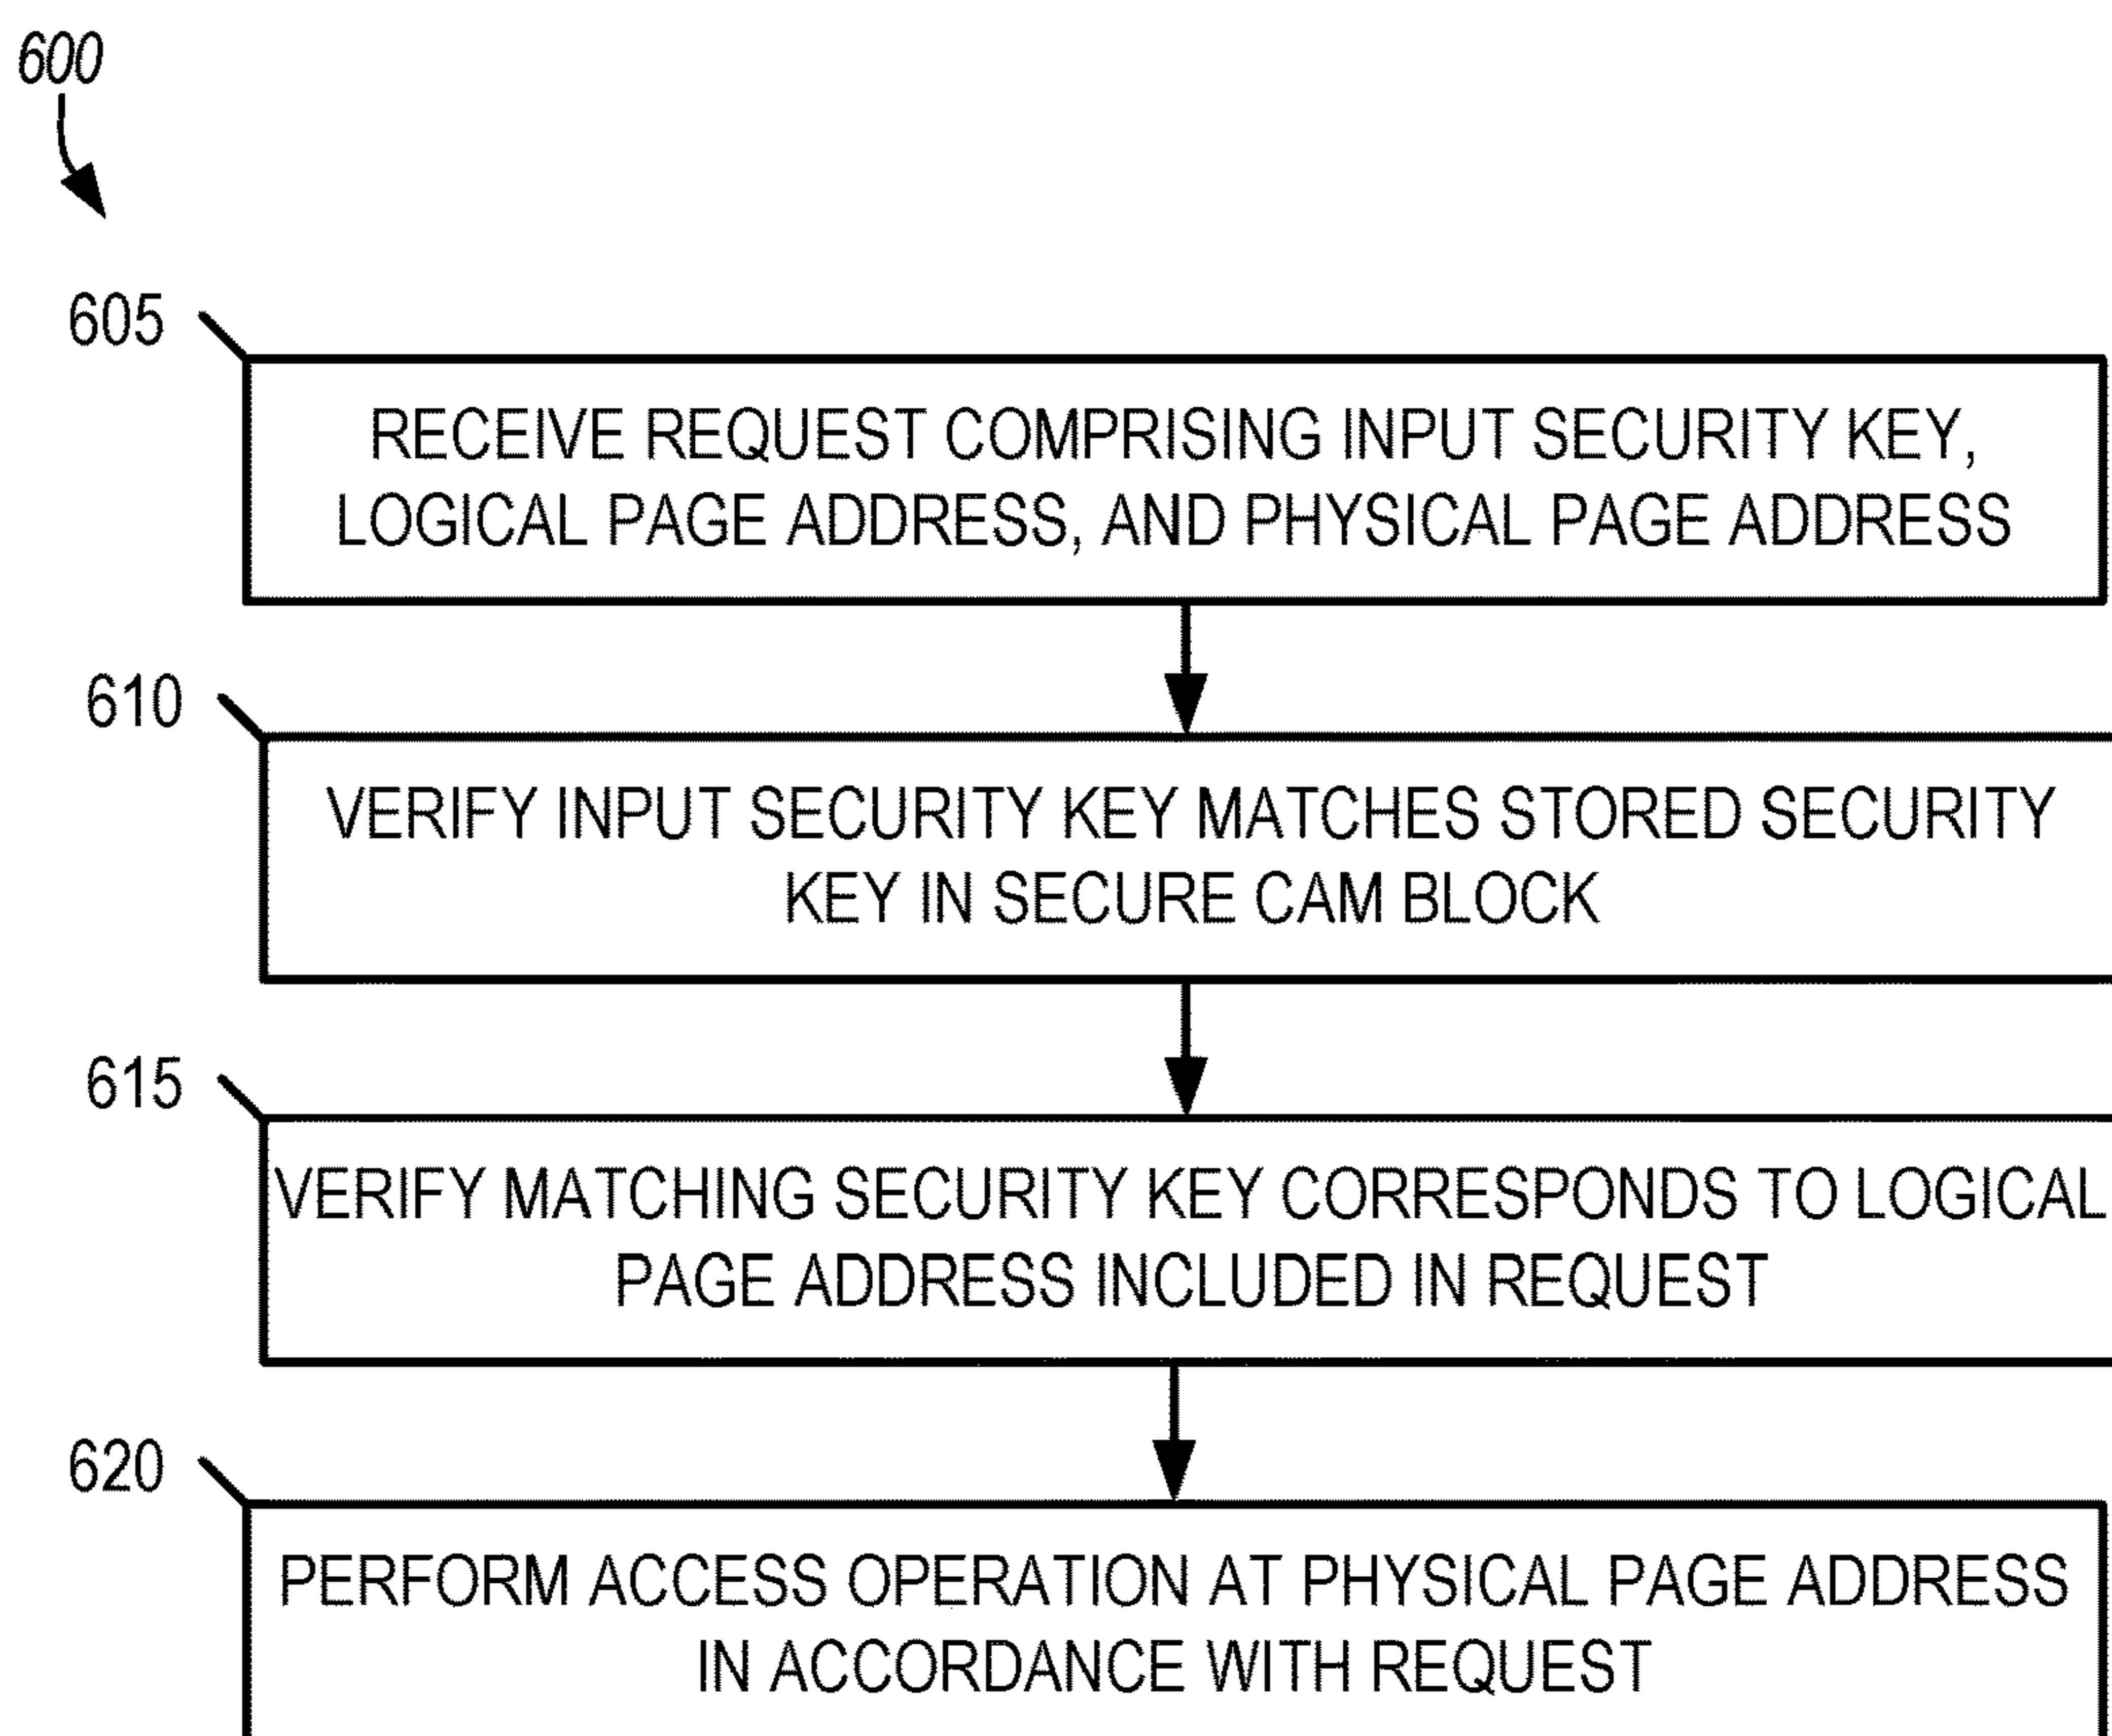 600
605
RECEIVE REQUEST COMPRISING INPUT SECURITY KEY,
LOGICAL PAGE ADDRESS, AND PHYSICAL PAGE ADDRESS
610
VERIFY INPUT SECURITY KEY MATCHES STORED SECURITY
KEY IN SECURE CAM BLOCK
615
VERIFY MATCHING SECURITY KEY CORRESPONDS TO LOGICAL
PAGE ADDRESS INCLUDED IN REQUEST
620
PERFORM ACCESS OPERATION AT PHYSICAL PAGE ADDRESS
IN ACCORDANCE WITH REQUEST